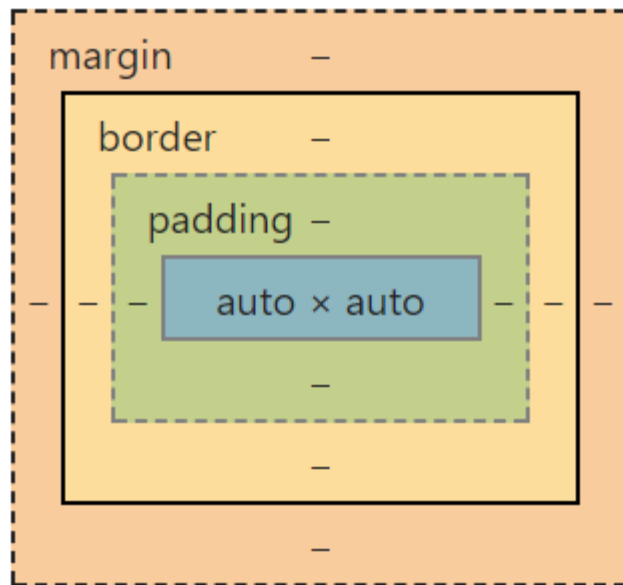 margin –
border –
padding –
– – – auto × auto – – –
–
–
–